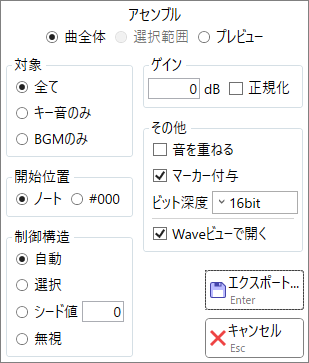 アセンブル
曲全体 選択範囲 プレビュー
対象
全て
キー音のみ
BGMのみ
開始位置
ノート #000
制御構造
自動
選択
シード値 0
無視
ゲイン
0 dB 正規化
その他
音を重ねる
マーカー付与
ビット深度 16bit
Waveビューで開く
エクスポート...
Enter
キャンセル
Esc